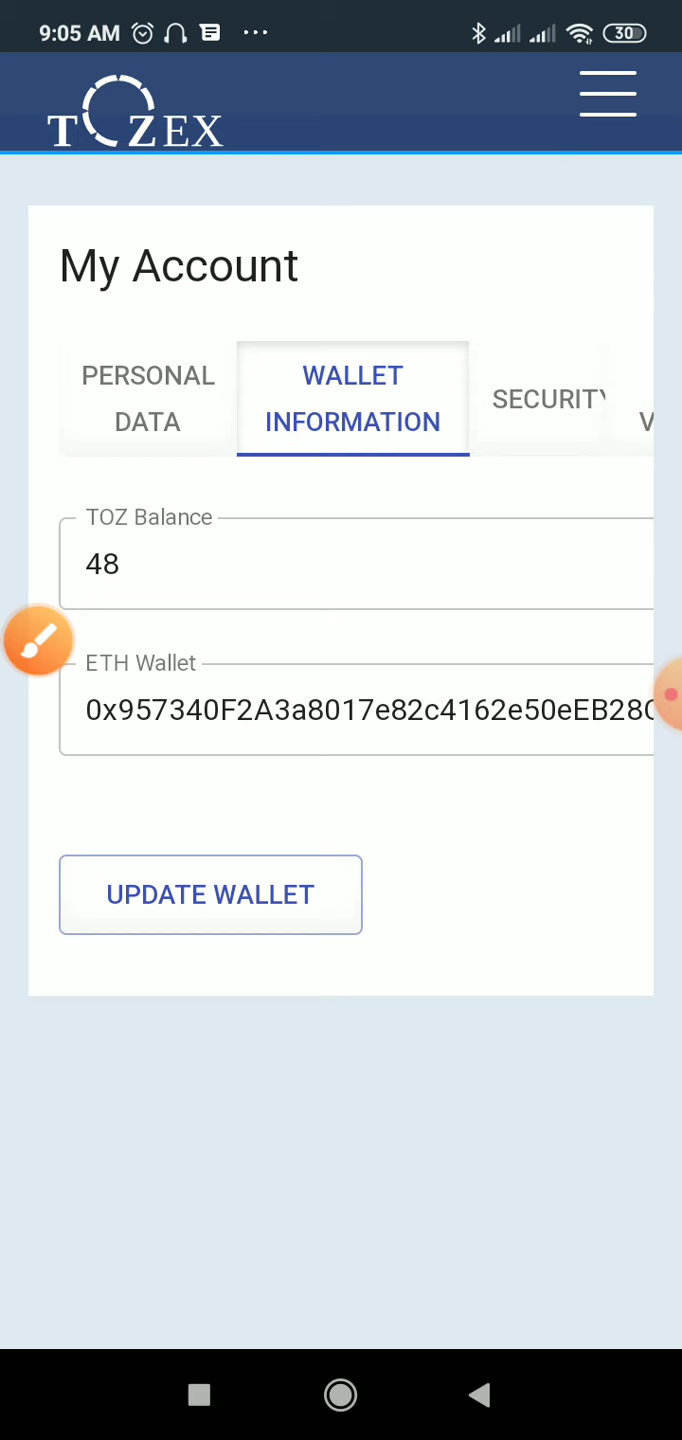 9:05 AM
30
TOZEX
My Account
PERSONAL
DATA
WALLET
INFORMATION
SECURITY
V
TOZ Balance
48
ETH Wallet
0x957340F2A3a8017e82c4162e50eEB28
UPDATE WALLET